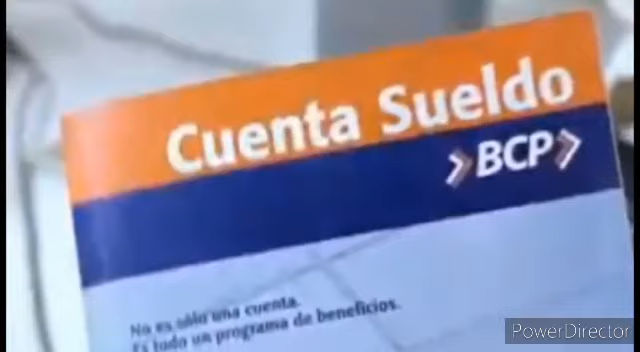 Cuenta Sueldo
BCP
No es sólo una cuenta.
Es todo un programa de beneficios.
PowerDirector